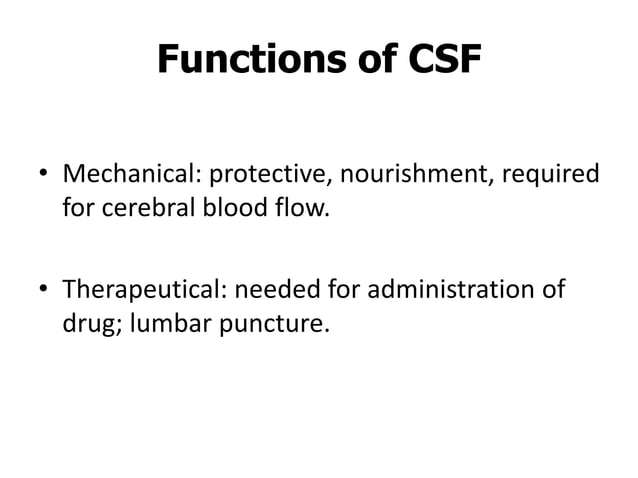 Functions of CSF
• Mechanical: protective, nourishment, required
for cerebral blood flow.
• Therapeutical: needed for administration of
drug; lumbar puncture.